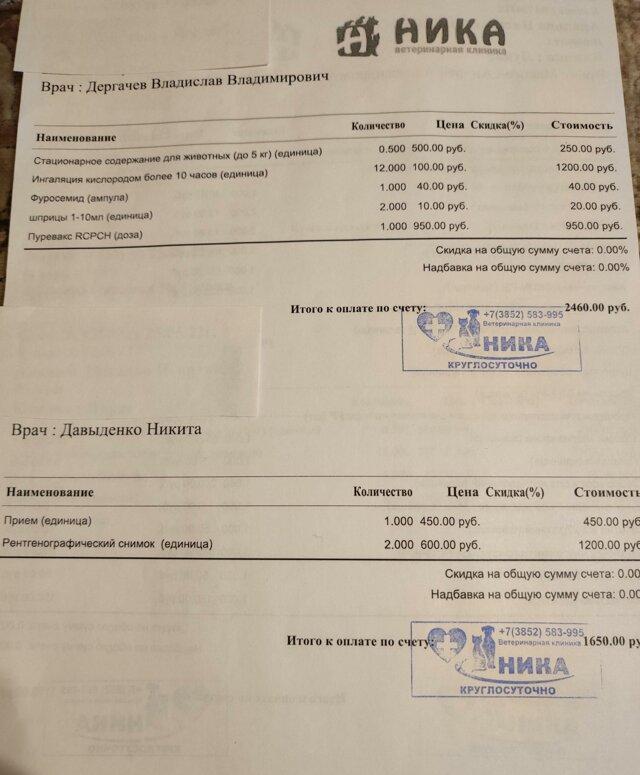 НИКА
ветеринарная клиника
Врач : Дергачев Владислав Владимирович
Наименование Количество Цена Скидка(%) Стоимость
Стационарное содержание для животных (до 5 кг) (единица) 0.500 500.00 руб. 250.00 руб.
Ингаляция кислородом более 10 часов (единица) 12.000 100.00 руб. 1200.00 руб.
Фуросемид (ампула) 1.000 40.00 руб. 40.00 руб.
шприцы 1-10мл (единица) 2.000 10.00 руб. 20.00 руб.
Пуревакс RCPCH (доза) 1.000 950.00 руб. 950.00 руб.
Скидка на общую сумму счета: 0.00%
Надбавка на общую сумму счета: 0.00%
Итого к оплате по счету: 2460.00 руб.
+7(3852) 583-995
Ветеринарная клиника
НИКА
КРУГЛОСУТОЧНО
Врач : Давыденко Никита
Наименование Количество Цена Скидка(%) Стоимость
Прием (единица) 1.000 450.00 руб. 450.00 руб.
Рентгенографический снимок (единица) 2.000 600.00 руб. 1200.00 руб.
Скидка на общую сумму счета: 0.00
Надбавка на общую сумму счета: 0.00
Итого к оплате по счету: 1650.00 ру
+7(3852) 583-995
Ветеринарная клиника
НИКА
КРУГЛОСУТОЧНО